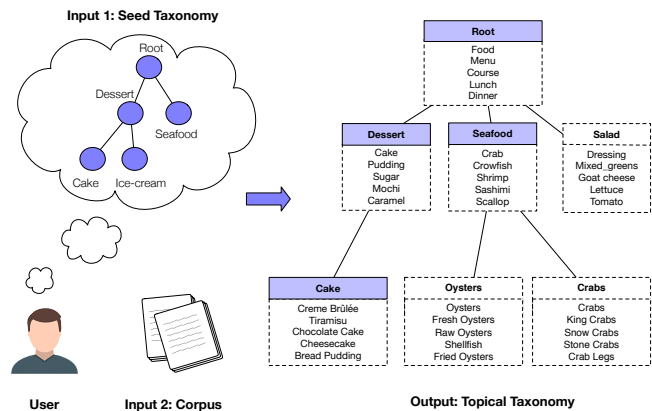 Input 1: Seed Taxonomy
Root
Dessert
Seafood
Cake
Ice-cream
User
Input 2: Corpus
Root
Food
Menu
Course
Lunch
Dinner
Dessert
Cake
Pudding
Sugar
Mochi
Caramel
Seafood
Crab
Crowfish
Shrimp
Sashimi
Scallop
Salad
Dressing
Mixed_greens
Goat cheese
Lettuce
Tomato
Cake
Creme Brûlée
Tiramisu
Chocolate Cake
Cheesecake
Bread Pudding
Oysters
Oysters
Fresh Oysters
Raw Oysters
Shellfish
Fried Oysters
Crabs
Crabs
King Crabs
Snow Crabs
Stone Crabs
Crab Legs
Output: Topical Taxonomy